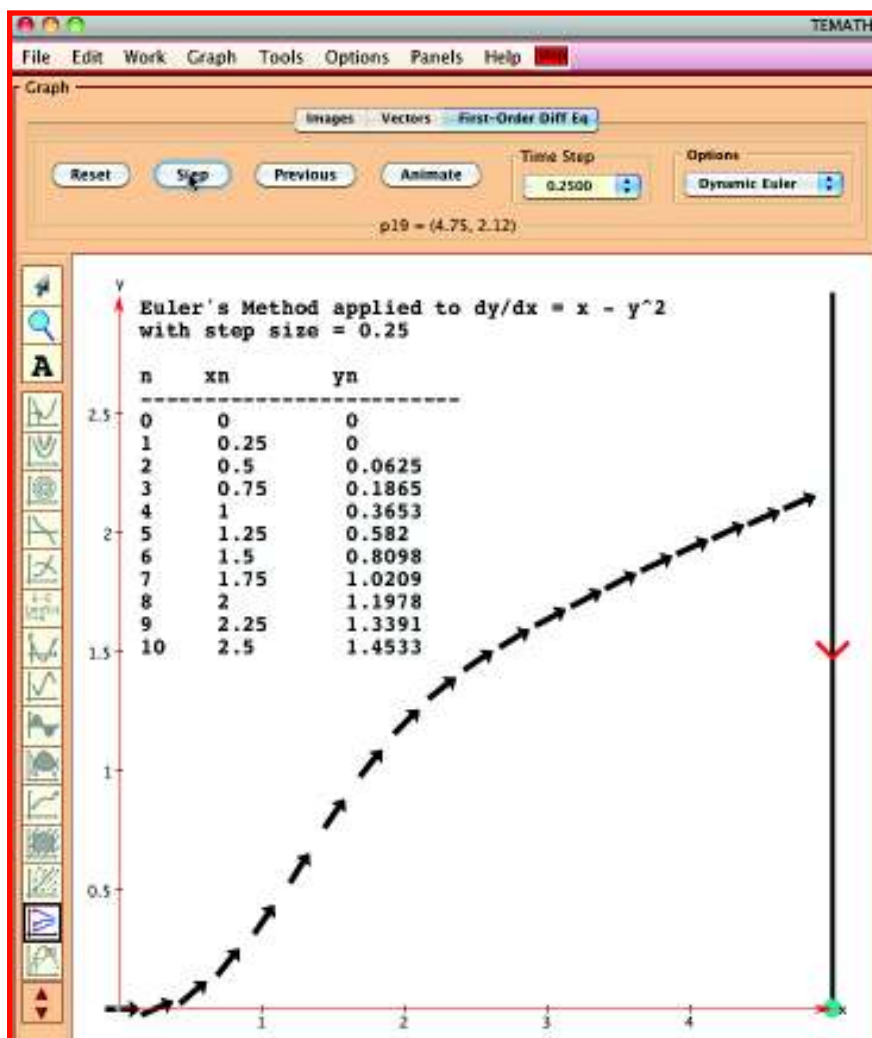 TEMATH
File Edit Work Graph Tools Options Panels Help
Graph
Images Vectors First-Order Diff Eq
Time Step
Options
Reset Step Previous Animate 0.2500 Dynamic Euler
p19 = (4.75, 2.12)
A
y
Euler's Method applied to dy/dx = x - y^2
with step size = 0.25
n xn yn
--------------------------
0 0 0
1 0.25 0
2 0.5 0.0625
3 0.75 0.1865
4 1 0.3653
5 1.25 0.582
6 1.5 0.8098
7 1.75 1.0209
8 2 1.1978
9 2.25 1.3391
10 2.5 1.4533
2.5
2
1.5
1
0.5
1 2 3 4 x